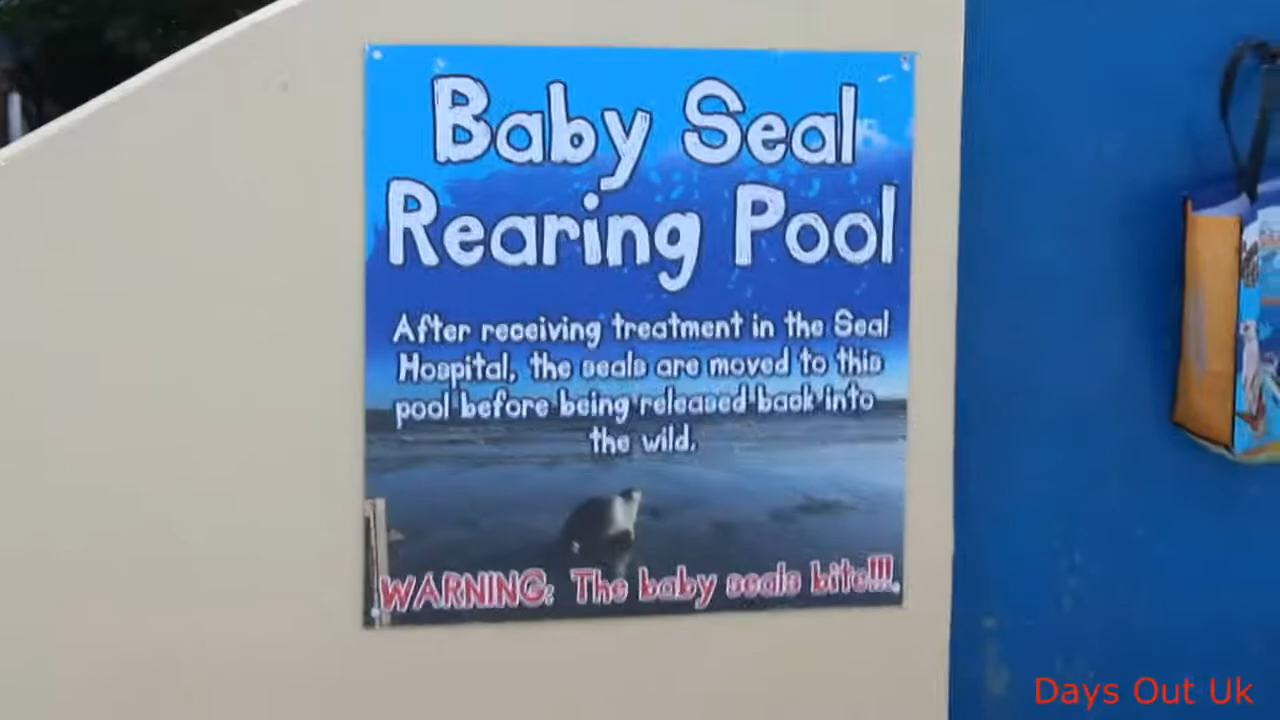 Baby Seal
Rearing Pool
After receiving treatment in the Seal
Hospital, the seals are moved to this
pool before being released back into
the wild.
WARNING: The baby seals bite!!!
Days Out Uk